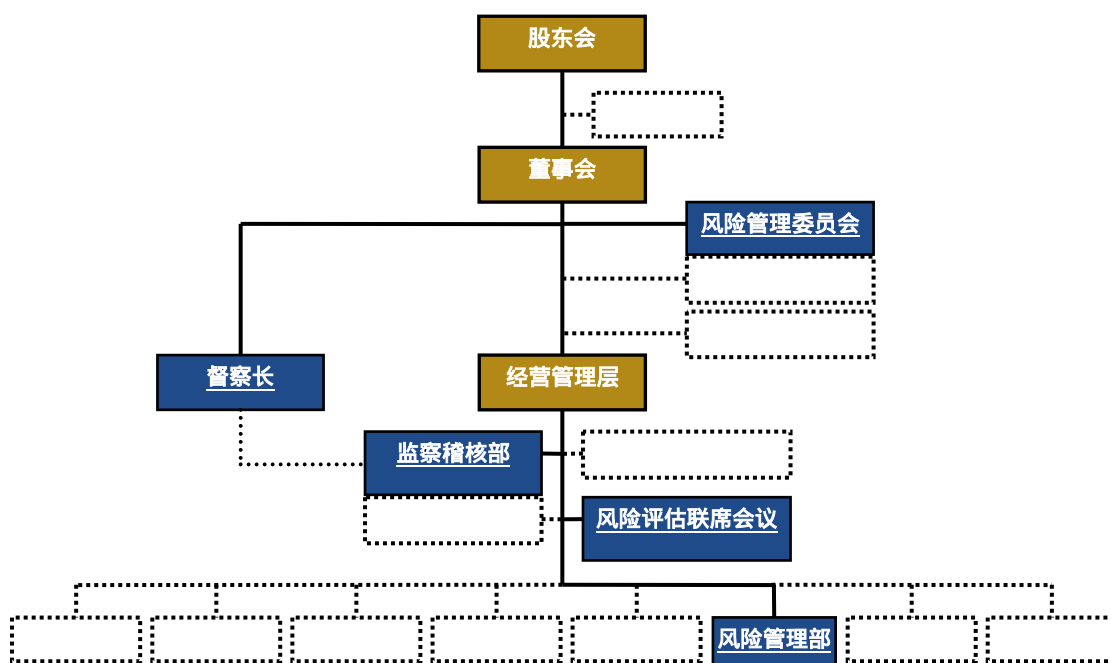 股东会
董事会
风险管理委员会
督察长
经营管理层
监察稽核部
风险评估联席会议
风险管理部